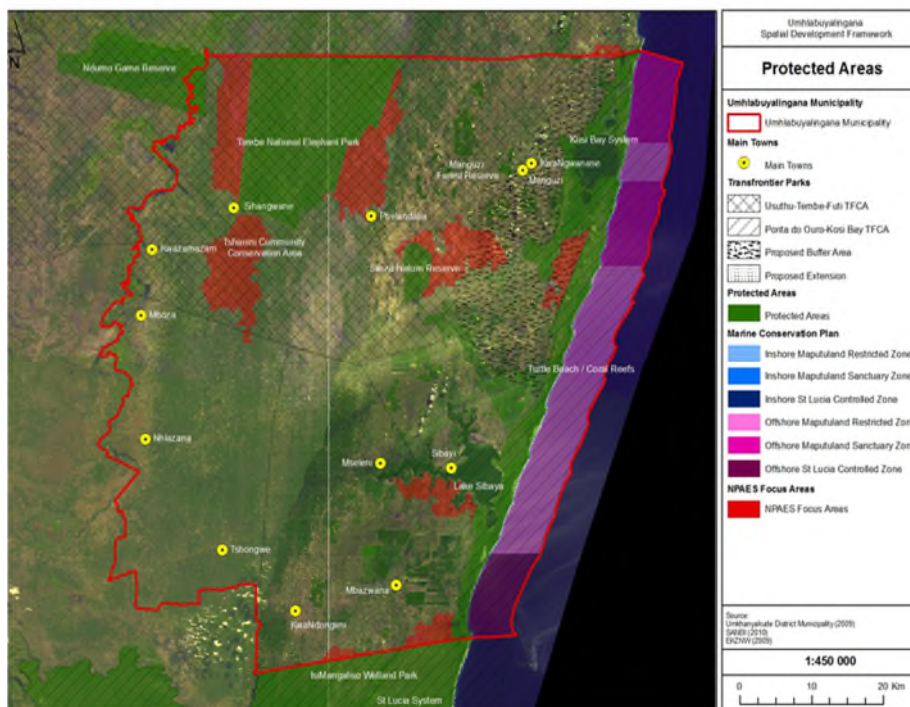 Umhlabuyalingana
Spatial Development Framework
Protected Areas
Umhlabuyalingana Municipality
Umhlabuyalingana Municipality
Main Towns
Main Towns
Transfrontier Parks
Usuthu-Tembe-Futi TFCA
Ponta do Ouro-Kosi Bay TFCA
Proposed Buffer Area
Proposed Extension
Protected Areas
Protected Areas
Marine Conservation Plan
Inshore Maputuland Restricted Zone
Inshore Maputuland Sanctuary Zone
Inshore St Lucia Controlled Zone
Offshore Maputuland Restricted Zon
Offshore Maputuland Sanctuary Zon
Offshore St Lucia Controlled Zone
NPAES Focus Areas
NPAES Focus Areas
Source:
Umkhanyakude District Municipality (2009)
SANBI (2010)
EKZNW (2009)
1:450 000
0 10 20 Km
N
Ndumo Game Reserve
Tembe National Elephant Park
Kosi Bay System
KwaNgwanase
Manguzi
Forest Reserve
Manguzi
Sihangwane
Phelandaba
Tshanini Community
Conservation Area
Kwazamazam
Sileza Nature Reserve
Mboza
Turtle Beach / Coral Reefs
Nhlazana
Mseleni
Sibayi
Lake Sibaya
Tshongwe
Mbazwana
KwaNdongeni
IsiMangaliso Wetland Park
St Lucia System